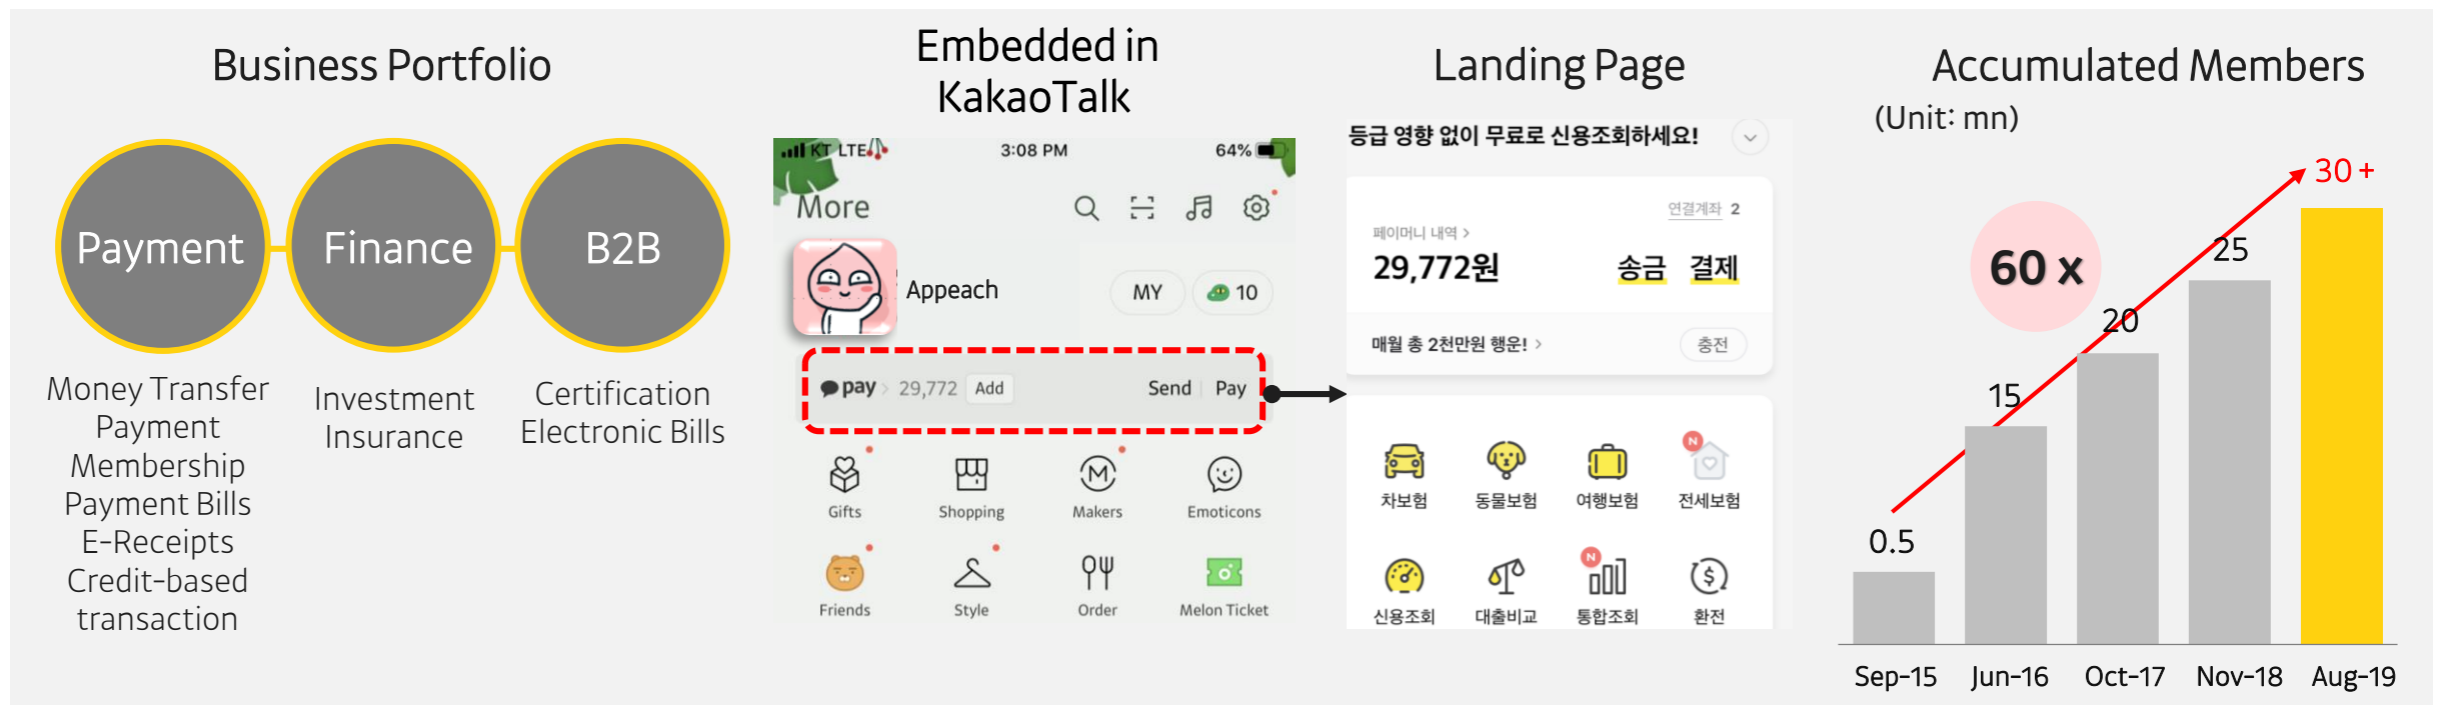 Business Portfolio
Payment
Finance
B2B
Money Transfer
Payment
Membership
Payment Bills
E-Receipts
Credit-based
transaction
Investment
Insurance
Certification
Electronic Bills
Embedded in
KakaoTalk
KT LTE
3:08 PM
64%
More
Appeach
MY
10
pay > 29,772 Add
Send | Pay
Gifts
Shopping
Makers
Emoticons
Friends
Style
Order
Melon Ticket
Landing Page
등급 영향 없이 무료로 신용조회하세요!
연결계좌 2
페이머니 내역 >
29,772원
송금 결제
매월 총 2천만원 행운! >
충전
N
차보험
동물보험
여행보험
전세보험
N
신용조회
대출비교
통합조회
환전
Accumulated Members
(Unit: mn)
60 x
30 +
25
20
15
0.5
Sep-15
Jun-16
Oct-17
Nov-18
Aug-19